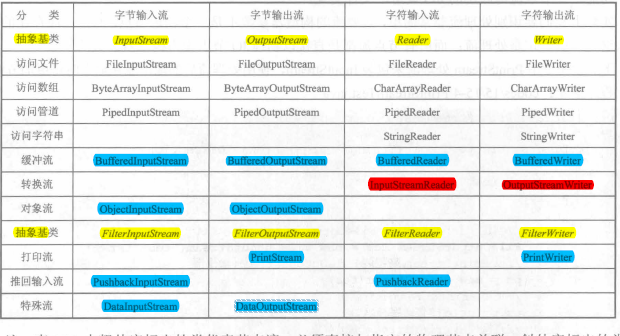 分 类 字节输入流 字节输出流 字符输入流 字符输出流
抽象基类 InputStream OutputStream Reader Writer
访问文件 FileInputStream FileOutputStream FileReader FileWriter
访问数组 ByteArrayInputStream ByteArrayOutputStream CharArrayReader CharArrayWriter
访问管道 PipedInputStream PipedOutputStream PipedReader PipedWriter
访问字符串 StringReader StringWriter
缓冲流 BufferedInputStream BufferedOutputStream BufferedReader BufferedWriter
转换流 InputStreamReader OutputStreamWriter
对象流 ObjectInputStream ObjectOutputStream
抽象基类 FilterInputStream FilterOutputStream FilterReader FilterWriter
打印流 PrintStream PrintWriter
推回输入流 PushbackInputStream PushbackReader
特殊流 DataInputStream DataOutputStream